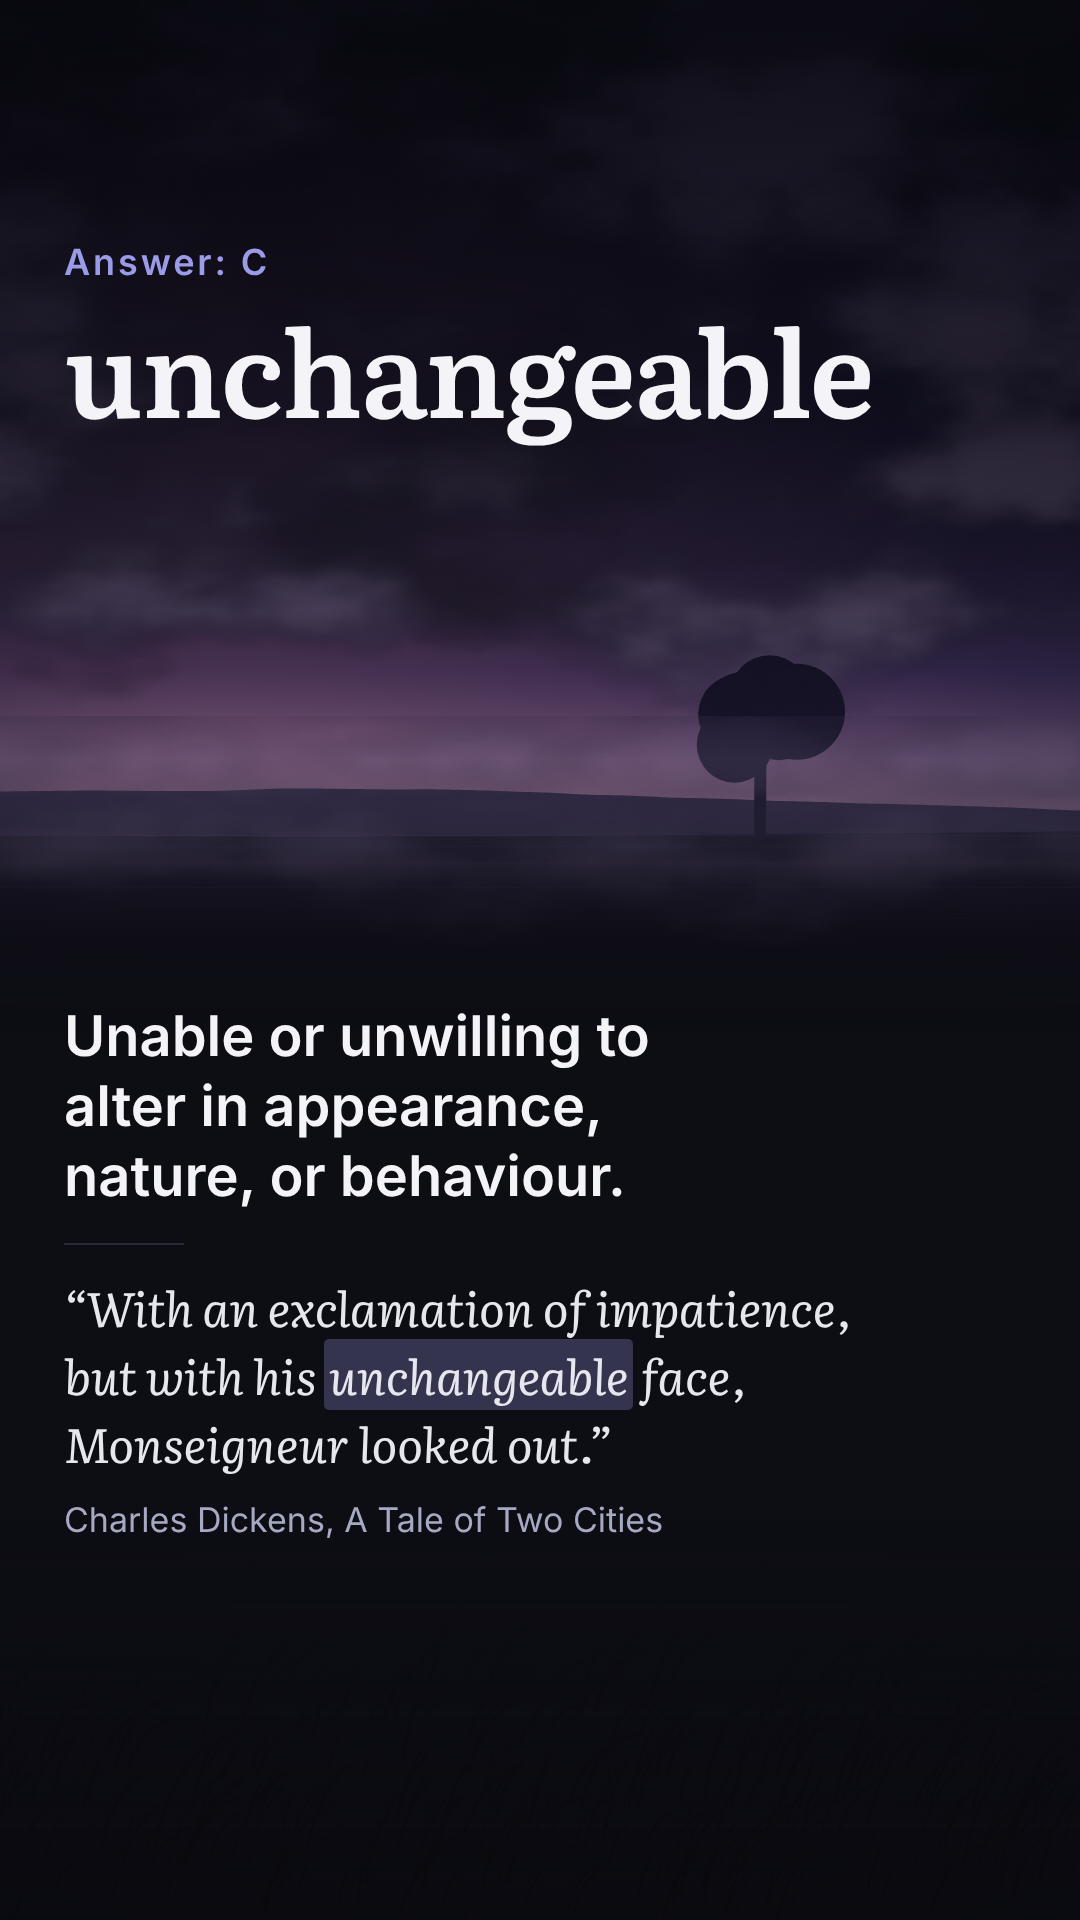 Answer: C
unchangeable
Unable or unwilling to
alter in appearance,
nature, or behaviour.
“With an exclamation of impatience,
but with his unchangeable face,
Monseigneur looked out.”
Charles Dickens, A Tale of Two Cities